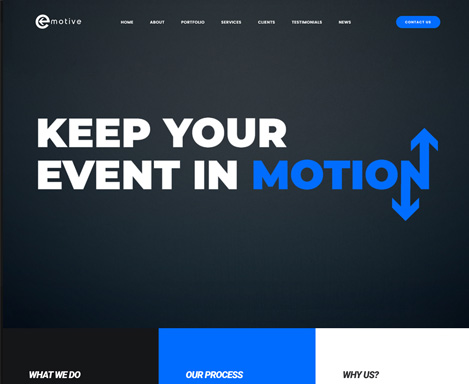 emotive
HOME ABOUT PORTFOLIO SERVICES CLIENTS TESTIMONIALS NEWS CONTACT US
KEEP YOUR
EVENT IN MOTION
WHAT WE DO OUR PROCESS WHY US?